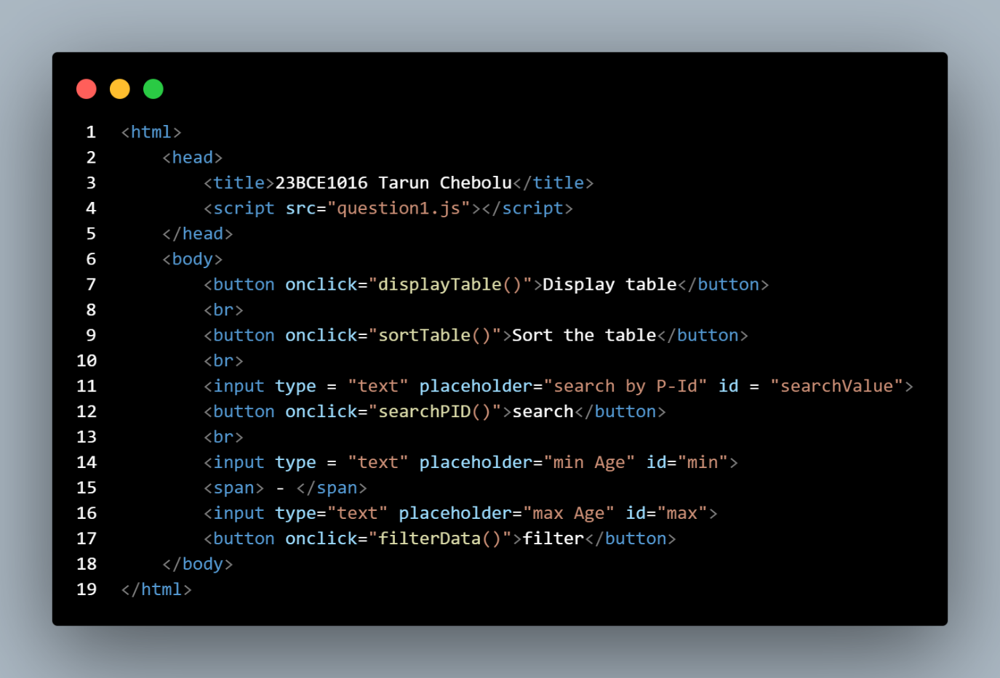 1 <html>
2     <head>
3         <title>23BCE1016 Tarun Chebolu</title>
4         <script src="question1.js"></script>
5     </head>
6     <body>
7         <button onclick="displayTable()">Display table</button>
8         <br>
9         <button onclick="sortTable()">Sort the table</button>
10         <br>
11         <input type = "text" placeholder="search by P-Id" id = "searchValue">
12         <button onclick="searchPID()">search</button>
13         <br>
14         <input type = "text" placeholder="min Age" id="min">
15         <span> - </span>
16         <input type="text" placeholder="max Age" id="max">
17         <button onclick="filterData()">filter</button>
18     </body>
19 </html>